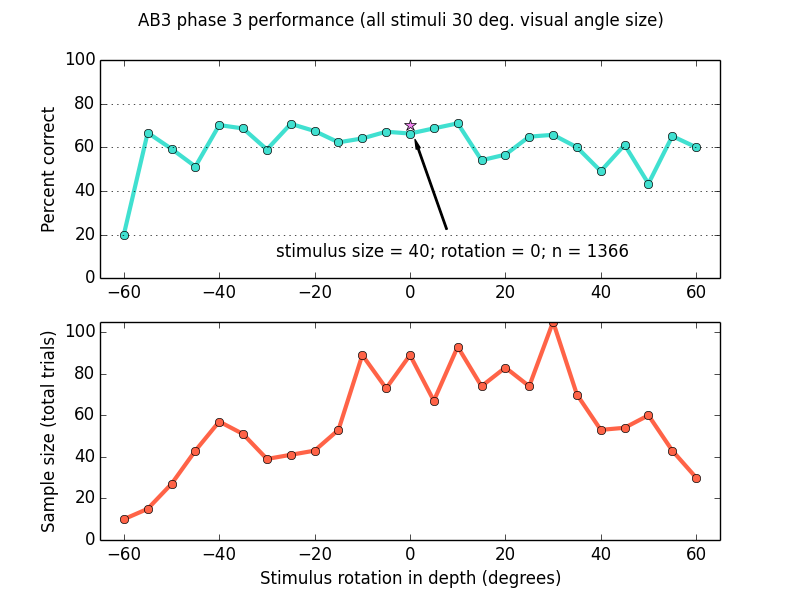 AB3 phase 3 performance (all stimuli 30 deg. visual angle size)
100
80
60
40
20
0
Percent correct
stimulus size = 40; rotation = 0; n = 1366
−60 −40 −20 0 20 40 60
100
80
60
40
20
0
Sample size (total trials)
−60 −40 −20 0 20 40 60
Stimulus rotation in depth (degrees)